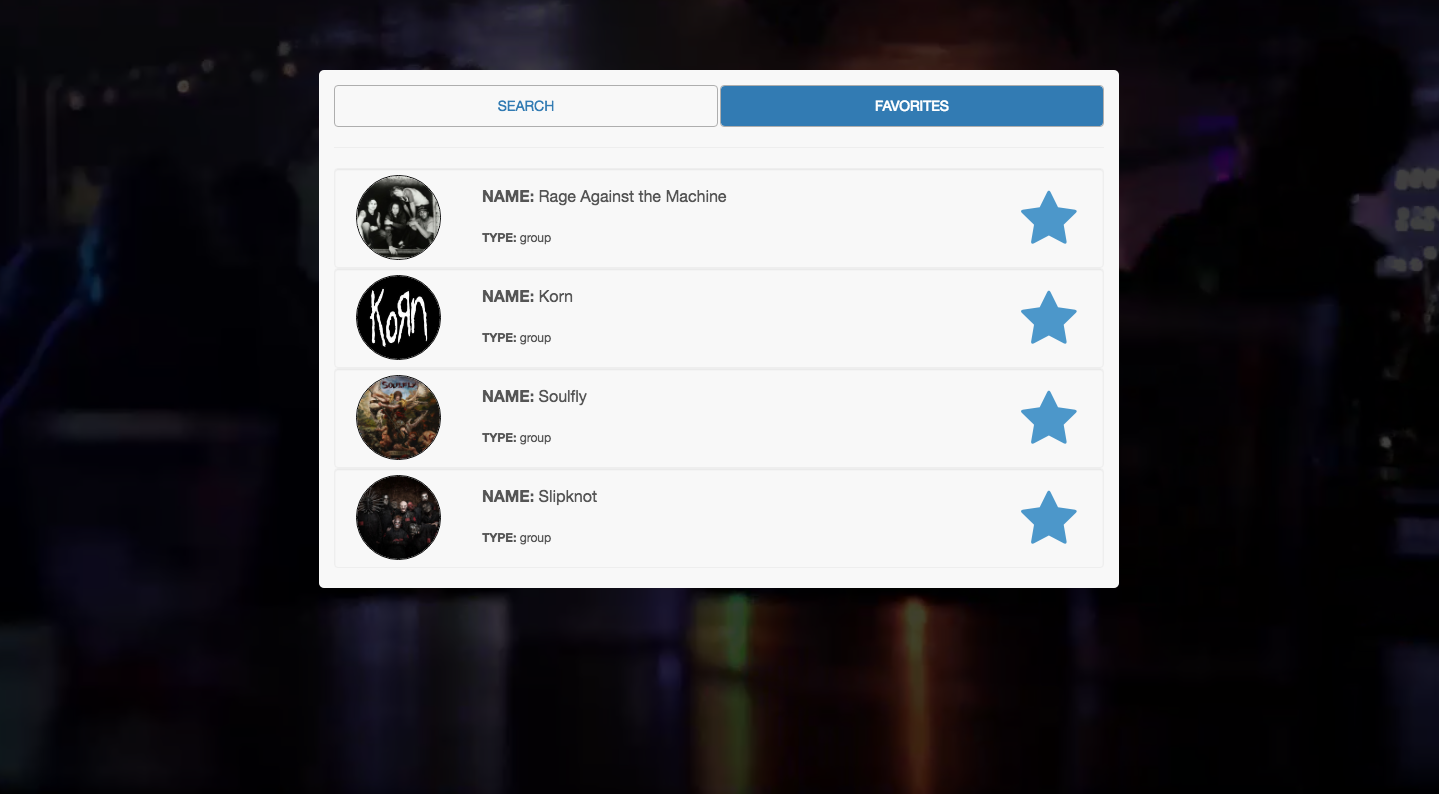 SEARCH
FAVORITES
NAME: Rage Against the Machine
TYPE: group
KoЯn
NAME: Korn
TYPE: group
SOULFLY
NAME: Soulfly
TYPE: group
NAME: Slipknot
TYPE: group